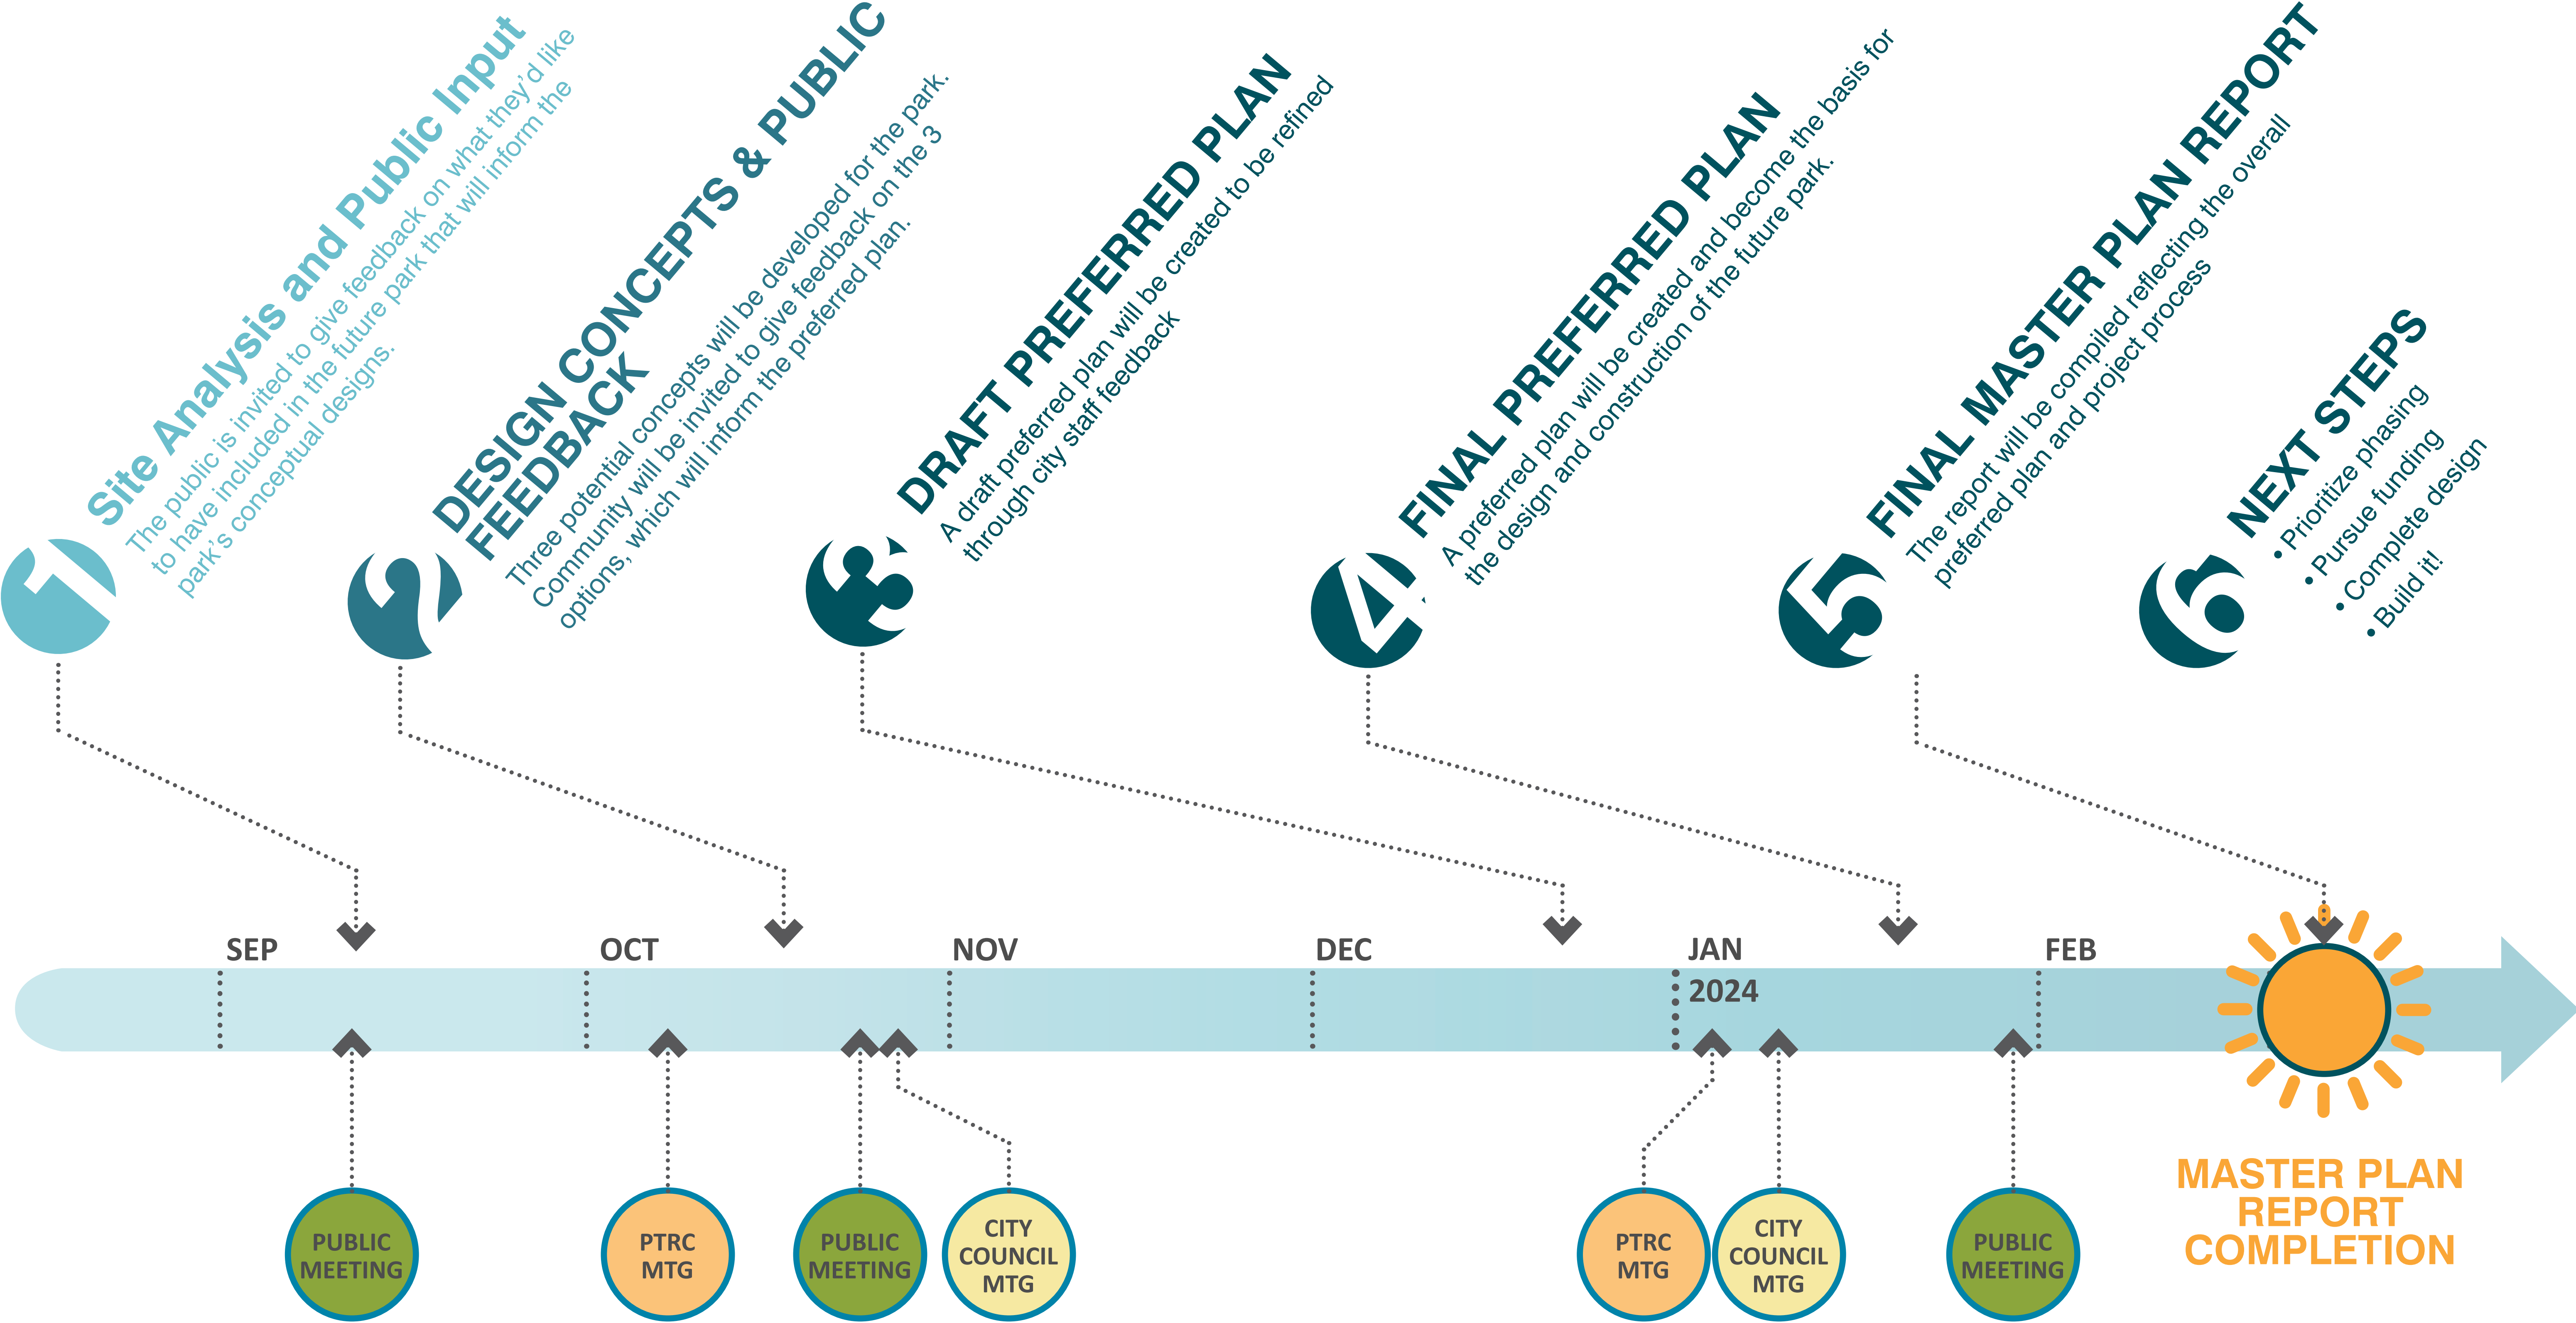 1
Site Analysis and Public Input
The public is invited to give feedback on what they'd like
to have included in the future park that will inform the
park's conceptual designs.
2
DESIGN CONCEPTS & PUBLIC
FEEDBACK
Three potential concepts will be developed for the park.
Community will be invited to give feedback on the 3
options, which will inform the preferred plan.
3
DRAFT PREFERRED PLAN
A draft preferred plan will be created to be refined
through city staff feedback
4
FINAL PREFERRED PLAN
A preferred plan will be created and become the basis for
the design and construction of the future park.
5
FINAL MASTER PLAN REPORT
The report will be compiled reflecting the overall
preferred plan and project process
6
NEXT STEPS
• Prioritize phasing
• Pursue funding
• Complete design
• Build it!
SEP
OCT
NOV
DEC
JAN
2024
FEB
PUBLIC
MEETING
PTRC
MTG
PUBLIC
MEETING
CITY
COUNCIL
MTG
PTRC
MTG
CITY
COUNCIL
MTG
PUBLIC
MEETING
MASTER PLAN
REPORT
COMPLETION